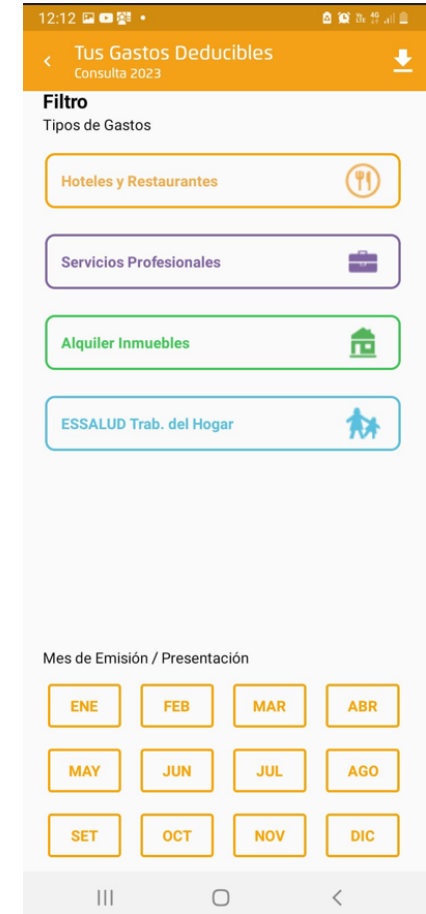 12:12
Tus Gastos Deducibles
Consulta 2023
Filtro
Tipos de Gastos
Hoteles y Restaurantes
Servicios Profesionales
Alquiler Inmuebles
ESSALUD Trab. del Hogar
Mes de Emisión / Presentación
ENE FEB MAR ABR
MAY JUN JUL AGO
SET OCT NOV DIC